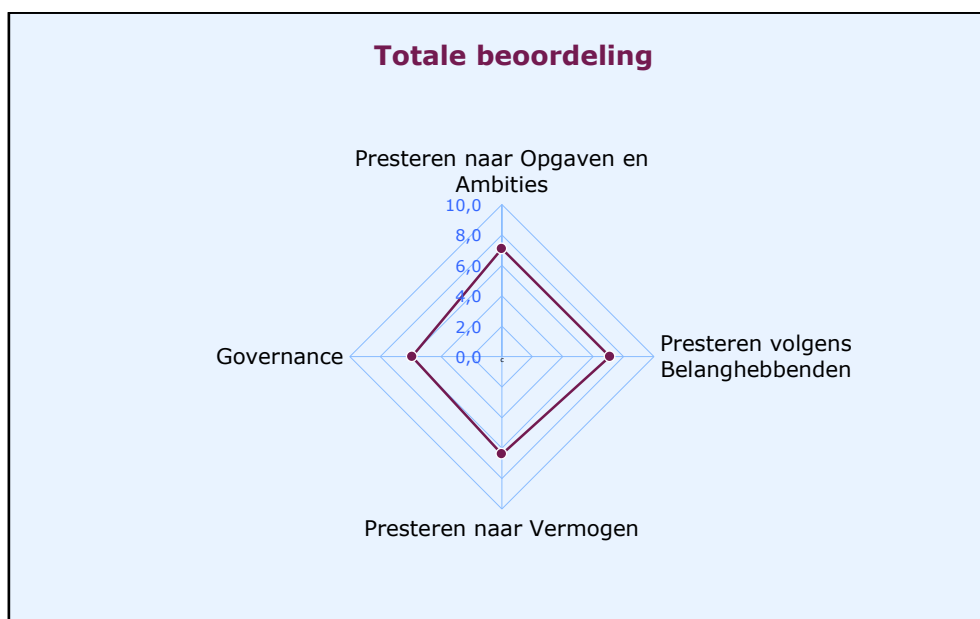 Totale beoordeling
Presteren naar Opgaven en
Ambities
10,0
8,0
6,0
4,0
2,0
0,0
c
Governance
Presteren volgens
Belanghebbenden
Presteren naar Vermogen